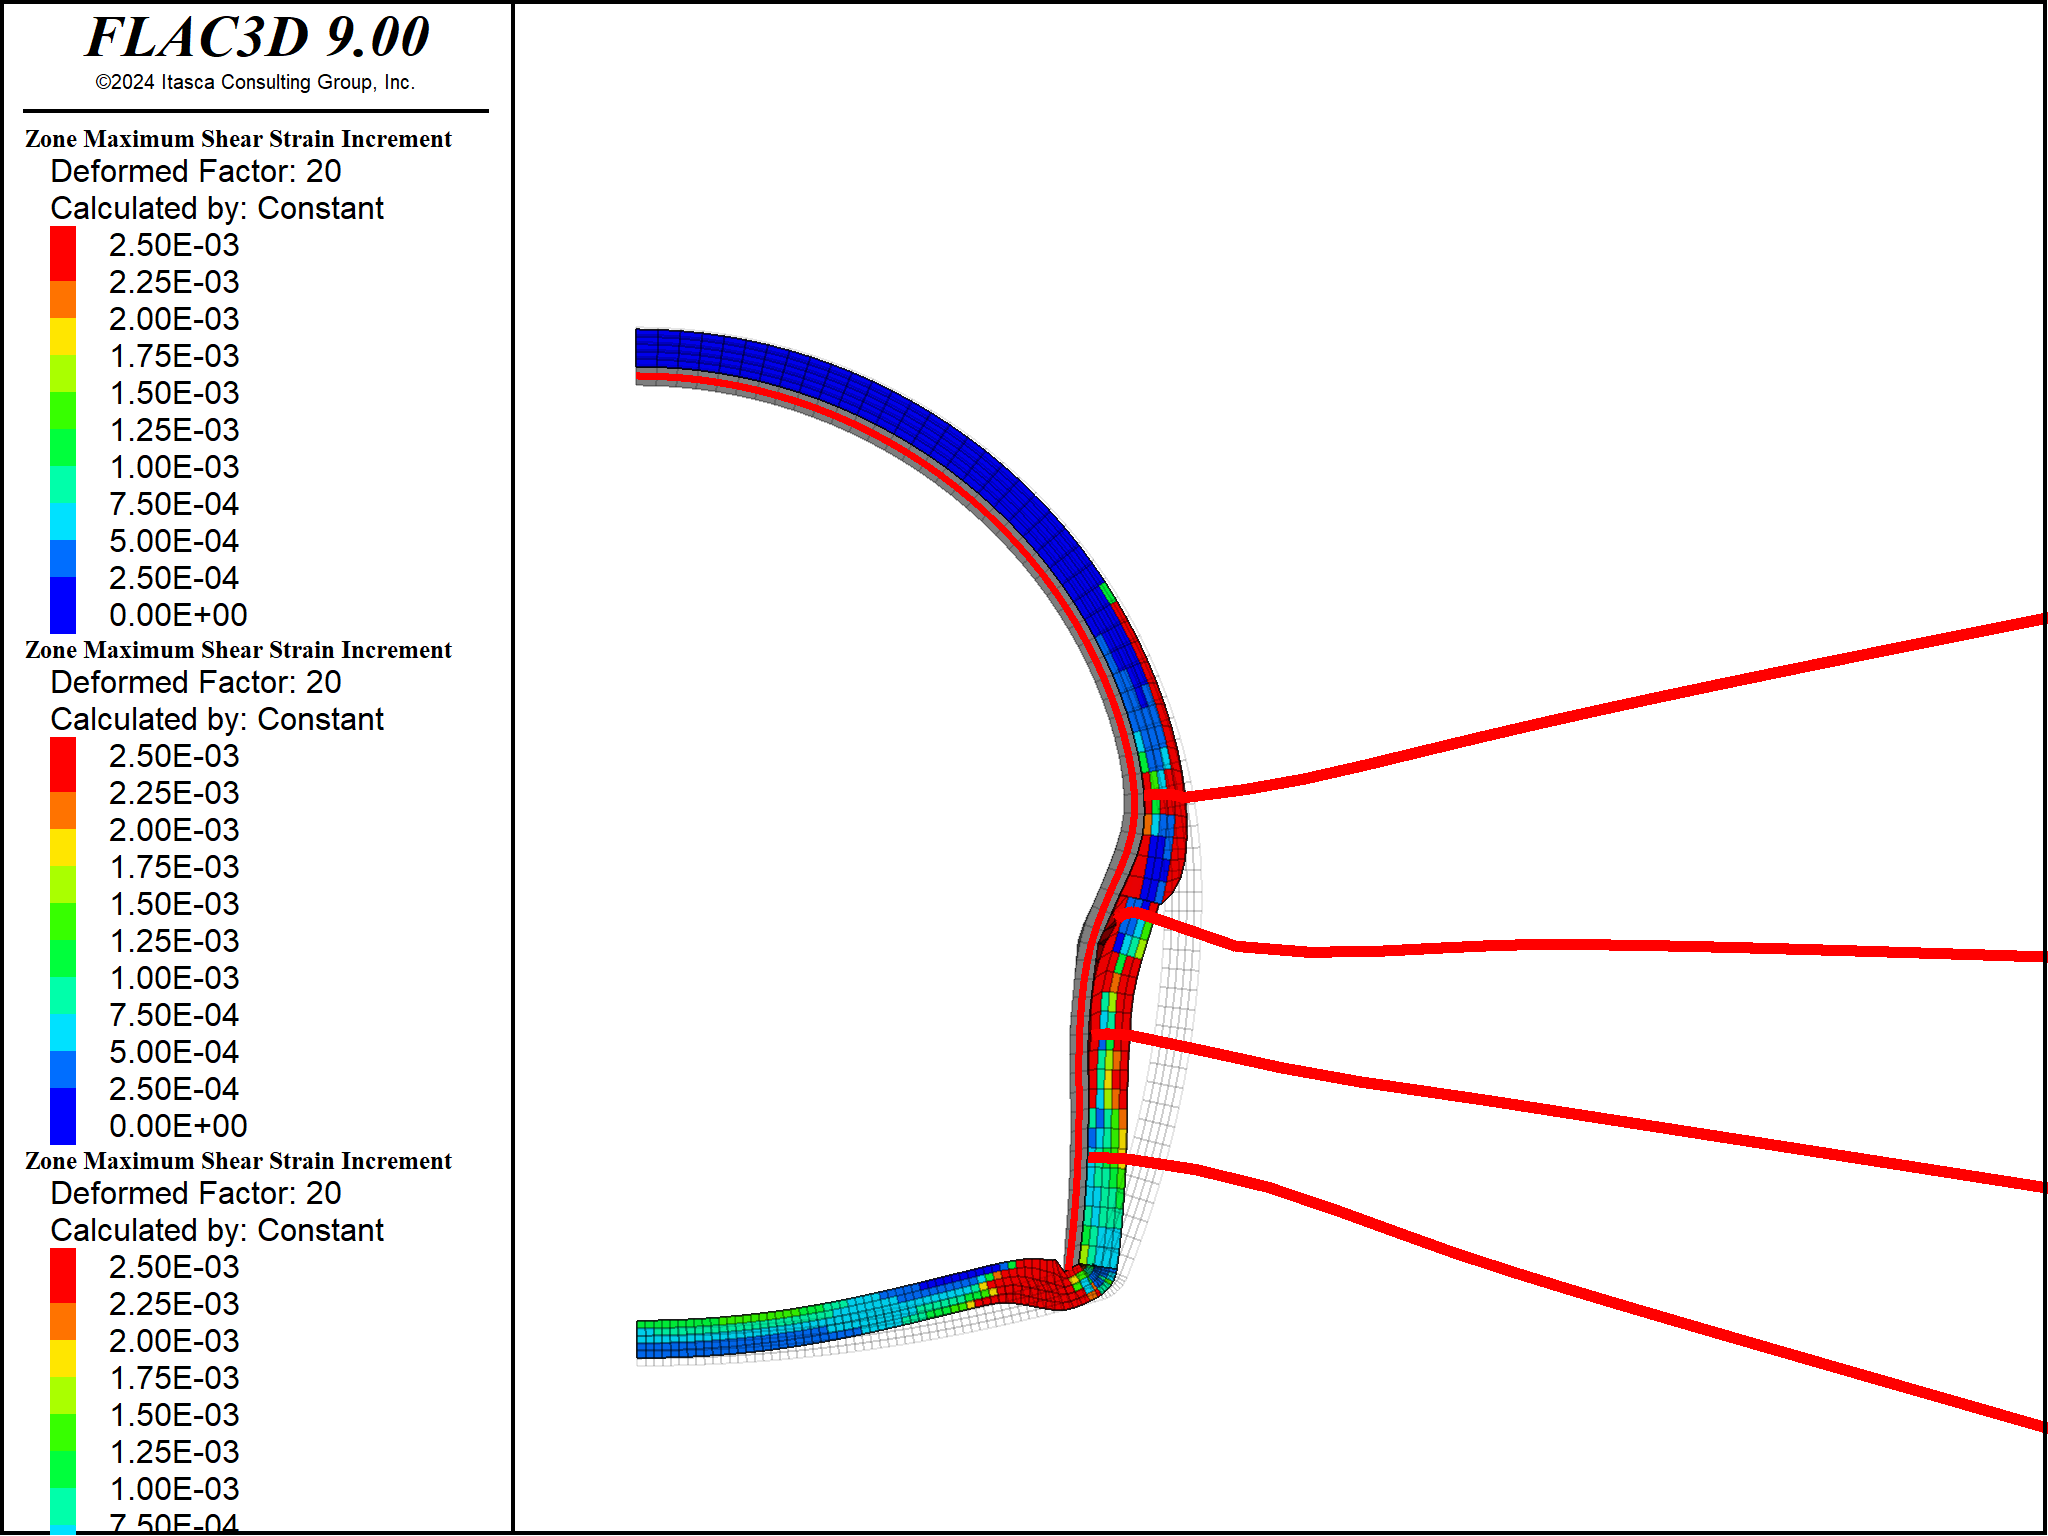 FLAC3D 9.00
©2024 Itasca Consulting Group, Inc.
Zone Maximum Shear Strain Increment
Deformed Factor: 20
Calculated by: Constant
2.50E-03
2.25E-03
2.00E-03
1.75E-03
1.50E-03
1.25E-03
1.00E-03
7.50E-04
5.00E-04
2.50E-04
0.00E+00
Zone Maximum Shear Strain Increment
Deformed Factor: 20
Calculated by: Constant
2.50E-03
2.25E-03
2.00E-03
1.75E-03
1.50E-03
1.25E-03
1.00E-03
7.50E-04
5.00E-04
2.50E-04
0.00E+00
Zone Maximum Shear Strain Increment
Deformed Factor: 20
Calculated by: Constant
2.50E-03
2.25E-03
2.00E-03
1.75E-03
1.50E-03
1.25E-03
1.00E-03
7.50E-04